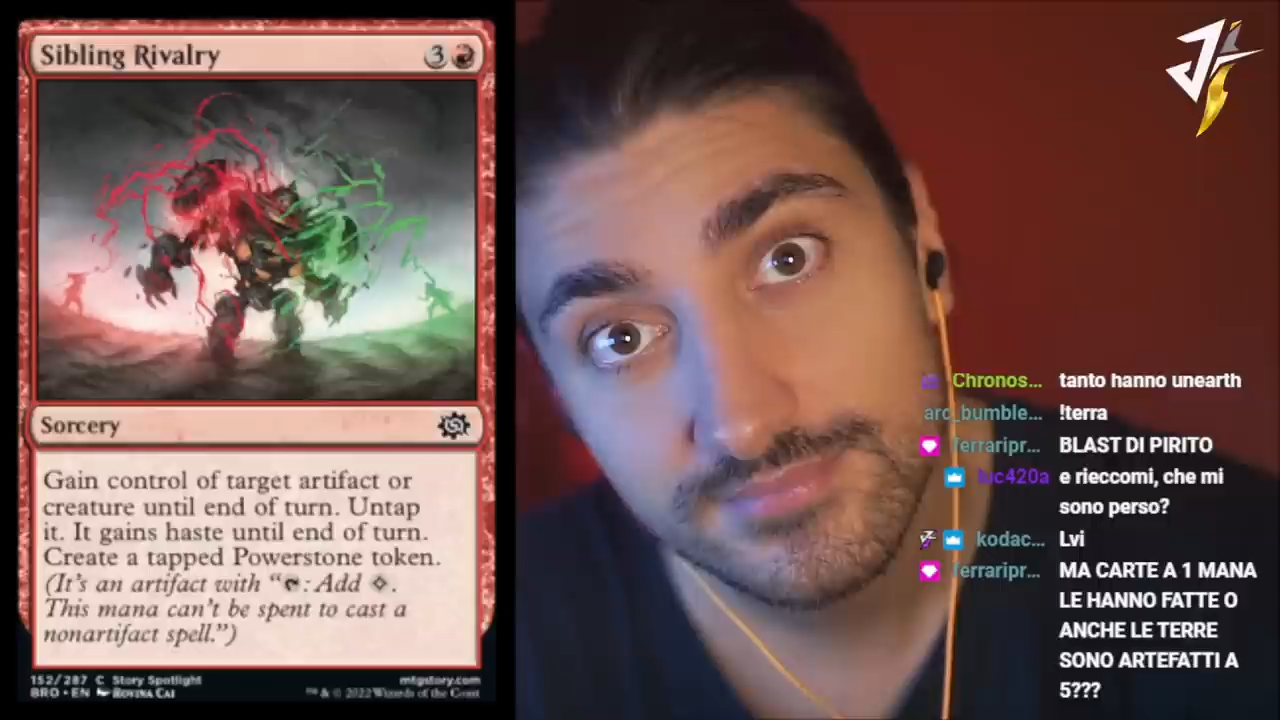 Sibling Rivalry
3
Sorcery
Gain control of target artifact or
creature until end of turn. Untap
it. It gains haste until end of turn.
Create a tapped Powerstone token.
(It's an artifact with “: Add .
This mana can't be spent to cast a
nonartifact spell.”)
152/287 C Story Spotlight
mtgstory.com
BRO • EN Rovina Cai
™ & © 2022 Wizards of the Coast
Chronos... tanto hanno unearth
aro_bumble... !terra
ferraripr... BLAST DI PIRITO
luc420a e rieccomi, che mi
sono perso?
kodac... Lvi
ferraripr... MA CARTE A 1 MANA
LE HANNO FATTE O
ANCHE LE TERRE
SONO ARTEFATTI A
5???